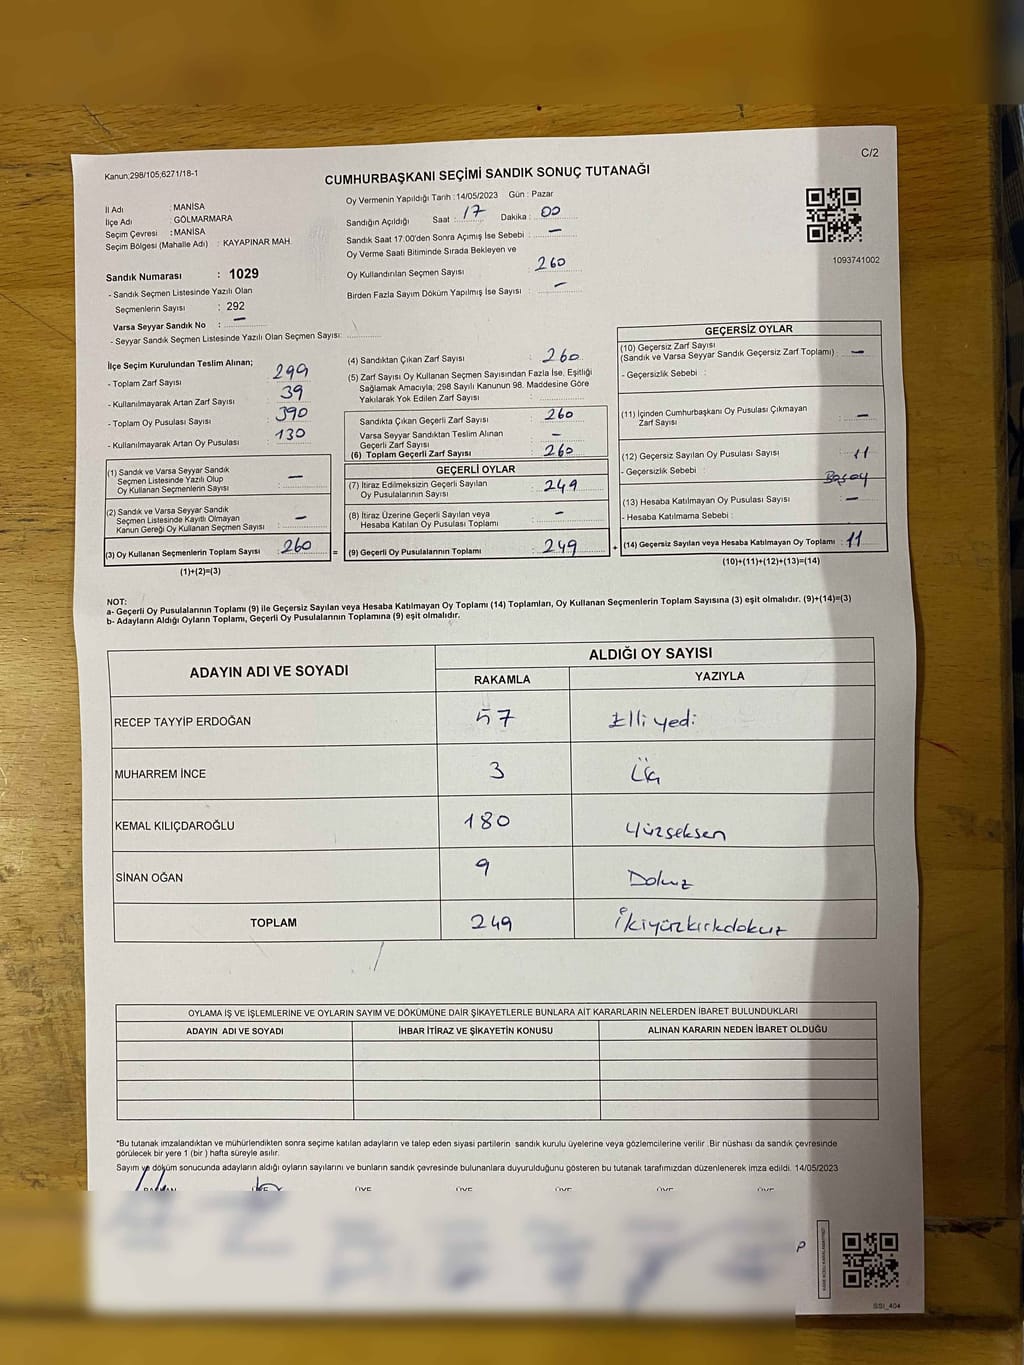 Kanun;298/105,6271/18-1
C/2
CUMHURBAŞKANI SEÇİMİ SANDIK SONUÇ TUTANAĞI
İl Adı : MANİSA
İlçe Adı : GÖLMARMARA
Seçim Çevresi : MANİSA
Seçim Bölgesi (Mahalle Adı) : KAYAPINAR MAH.
Sandık Numarası : 1029
- Sandık Seçmen Listesinde Yazılı Olan
Seçmenlerin Sayısı : 292
Varsa Seyyar Sandık No : —
- Seyyar Sandık Seçmen Listesinde Yazılı Olan Seçmen Sayısı:
Oy Vermenin Yapıldığı Tarih :14/05/2023 Gün : Pazar
Sandığın Açıldığı Saat : 17 Dakika : 00
Sandık Saat 17.00'den Sonra Açımış İse Sebebi : —
Oy Verme Saati Bitiminde Sırada Bekleyen ve
Oy Kullandırılan Seçmen Sayısı : 260
Birden Fazla Sayım Döküm Yapılmış İse Sayısı : —
1093741002
İlçe Seçim Kurulundan Teslim Alınan;
- Toplam Zarf Sayısı : 299
- Kullanılmayarak Artan Zarf Sayısı : 39
- Toplam Oy Pusulası Sayısı : 390
- Kullanılmayarak Artan Oy Pusulası : 130
(1) Sandık ve Varsa Seyyar Sandık
Seçmen Listesinde Yazılı Olup
Oy Kullanan Seçmenlerin Sayısı : —
(2) Sandık ve Varsa Seyyar Sandık
Seçmen Listesinde Kayıtlı Olmayan
Kanun Gereği Oy Kullanan Seçmen Sayısı : —
(3) Oy Kullanan Seçmenlerin Toplam Sayısı : 260
(1)+(2)=(3)
=
(4) Sandıktan Çıkan Zarf Sayısı : 260
(5) Zarf Sayısı Oy Kullanan Seçmen Sayısından Fazla İse, Eşitliği
Sağlamak Amacıyla, 298 Sayılı Kanunun 98. Maddesine Göre
Yakılarak Yok Edilen Zarf Sayısı :
Sandıkta Çıkan Geçerli Zarf Sayısı : 260
Varsa Seyyar Sandıktan Teslim Alınan
Geçerli Zarf Sayısı : —
(6) Toplam Geçerli Zarf Sayısı : 260
GEÇERLİ OYLAR
(7) İtiraz Edilmeksizin Geçerli Sayılan
Oy Pusulalarının Sayısı : 249
(8) İtiraz Üzerine Geçerli Sayılan veya
Hesaba Katılan Oy Pusulası Toplamı : —
(9) Geçerli Oy Pusulalarının Toplamı : 249
+
GEÇERSİZ OYLAR
(10) Geçersiz Zarf Sayısı
(Sandık ve Varsa Seyyar Sandık Geçersiz Zarf Toplamı) : —
- Geçersizlik Sebebi :
(11) İçinden Cumhurbaşkanı Oy Pusulası Çıkmayan
Zarf Sayısı : —
(12) Geçersiz Sayılan Oy Pusulası Sayısı : 11
- Geçersizlik Sebebi :
(13) Hesaba Katılmayan Oy Pusulası Sayısı : —
- Hesaba Katılmama Sebebi :
(14) Geçersiz Sayılan veya Hesaba Katılmayan Oy Toplamı : 11
(10)+(11)+(12)+(13)=(14)
NOT:
a- Geçerli Oy Pusulalarının Toplamı (9) ile Geçersiz Sayılan veya Hesaba Katılmayan Oy Toplamı (14) Toplamları, Oy Kullanan Seçmenlerin Toplam Sayısına (3) eşit olmalıdır. (9)+(14)=(3)
b- Adayların Aldığı Oyların Toplamı, Geçerli Oy Pusulalarının Toplamına (9) eşit olmalıdır.
ADAYIN ADI VE SOYADI ALDIĞI OY SAYISI
RAKAMLA YAZIYLA
RECEP TAYYİP ERDOĞAN 57 Elli yedi
MUHARREM İNCE 3 Üç
KEMAL KILIÇDAROĞLU 180 Yüzseksen
SİNAN OĞAN 9 Dokuz
TOPLAM 249 İkiyüzkırkdokuz
OYLAMA İŞ VE İŞLEMLERİNE VE OYLARIN SAYIM VE DÖKÜMÜNE DAİR ŞİKAYETLERLE BUNLARA AİT KARARLARIN NELERDEN İBARET BULUNDUKLARI
ADAYIN ADI VE SOYADI İHBAR İTİRAZ VE ŞİKAYETİN KONUSU ALINAN KARARIN NEDEN İBARET OLDUĞU
*Bu tutanak imzalandıktan ve mühürlendikten sonra seçime katılan adayların ve talep eden siyasi partilerin sandık kurulu üyelerine veya gözlemcilerine verilir .Bir nüshası da sandık çevresinde
görülecek bir yere 1 (bir ) hafta süreyle asılır.
Sayım ve döküm sonucunda adayların aldığı oyların sayılarını ve bunların sandık çevresinde bulunanlara duyurulduğunu gösteren bu tutanak tarafımızdan düzenlenerek imza edildi. 14/05/2023
BAŞKAN ÜYE ÜYE ÜYE ÜYE ÜYE ÜYE
P
SSI_404